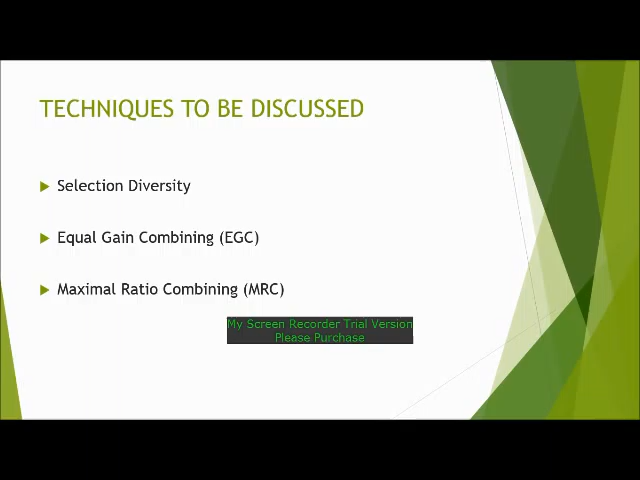 TECHNIQUES TO BE DISCUSSED
Selection Diversity
Equal Gain Combining (EGC)
Maximal Ratio Combining (MRC)
My Screen Recorder Trial Version
Please Purchase